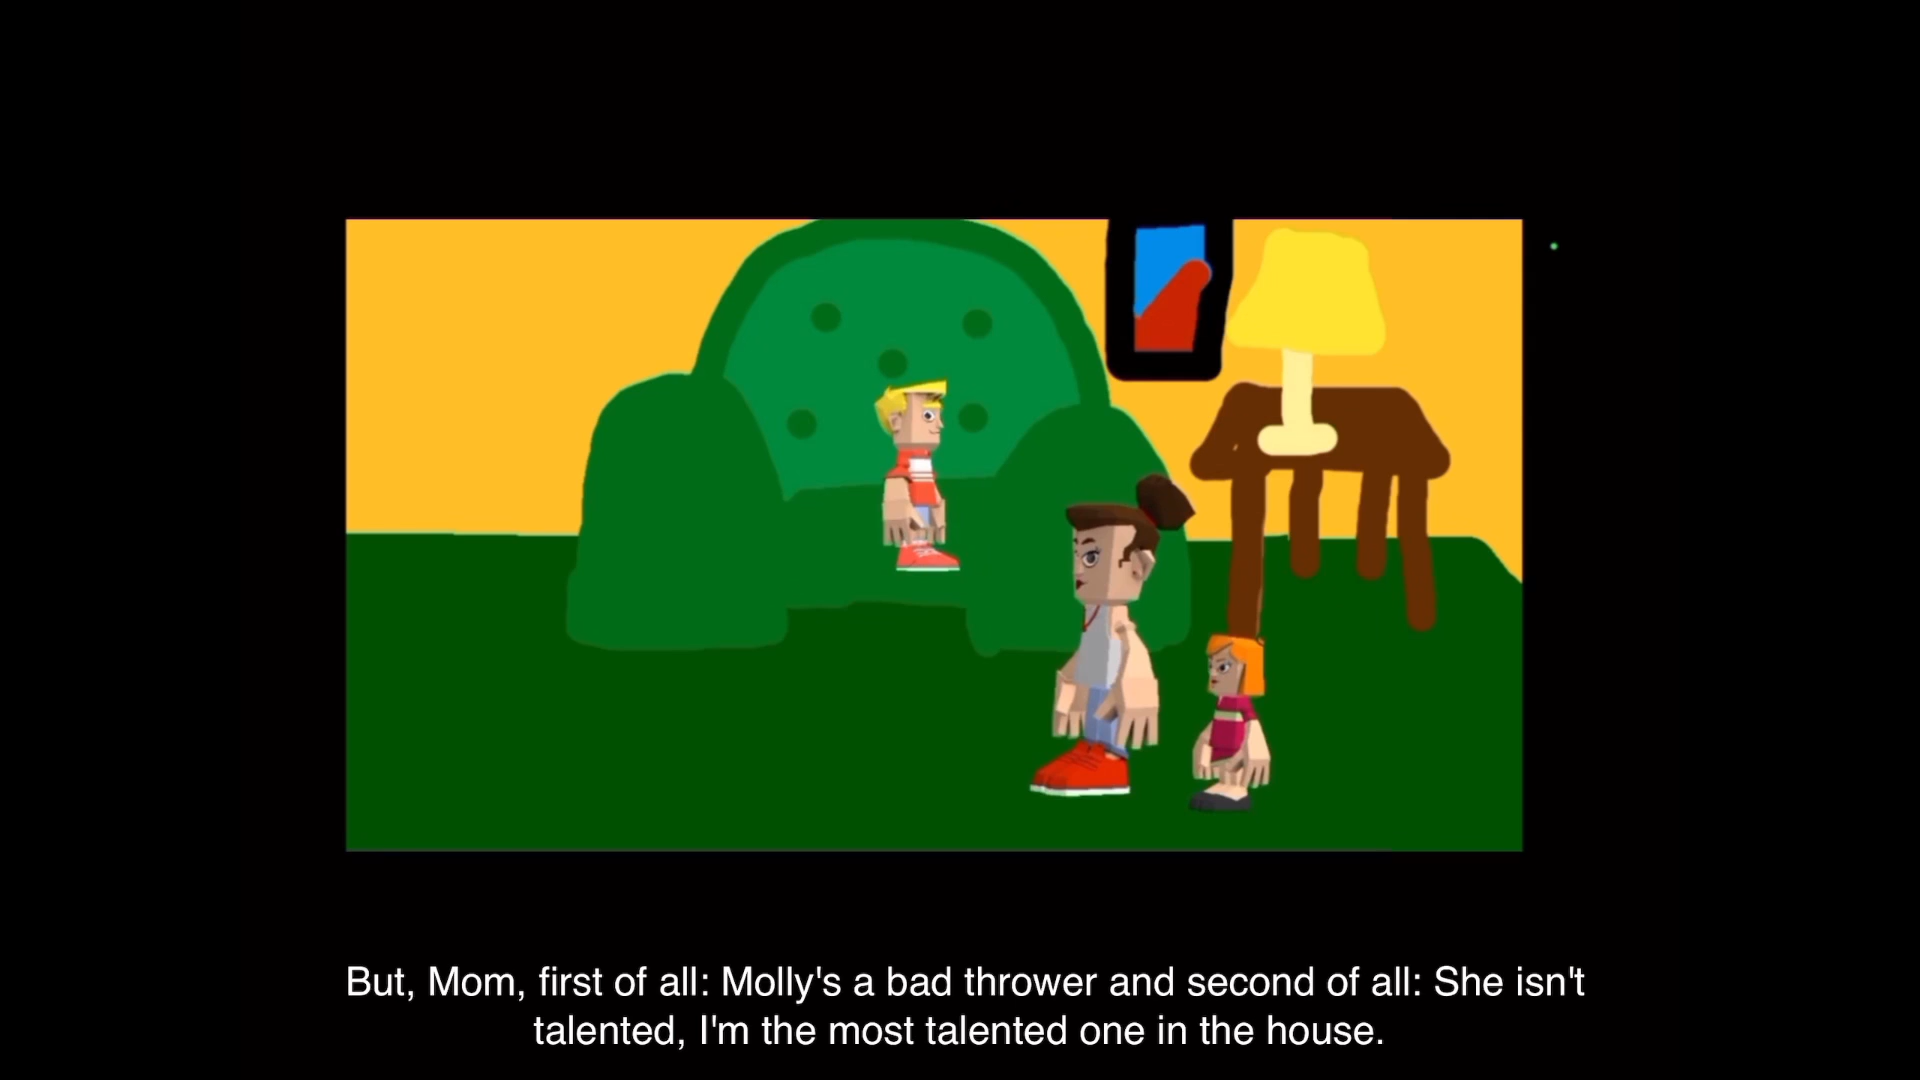 But, Mom, first of all: Molly's a bad thrower and second of all: She isn't
talented, I'm the most talented one in the house.